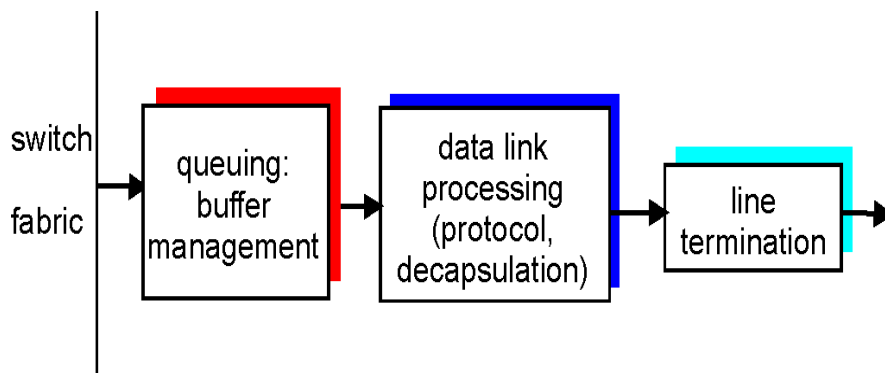 switch
fabric
queuing:
buffer
management
data link
processing
(protocol,
decapsulation)
line
termination